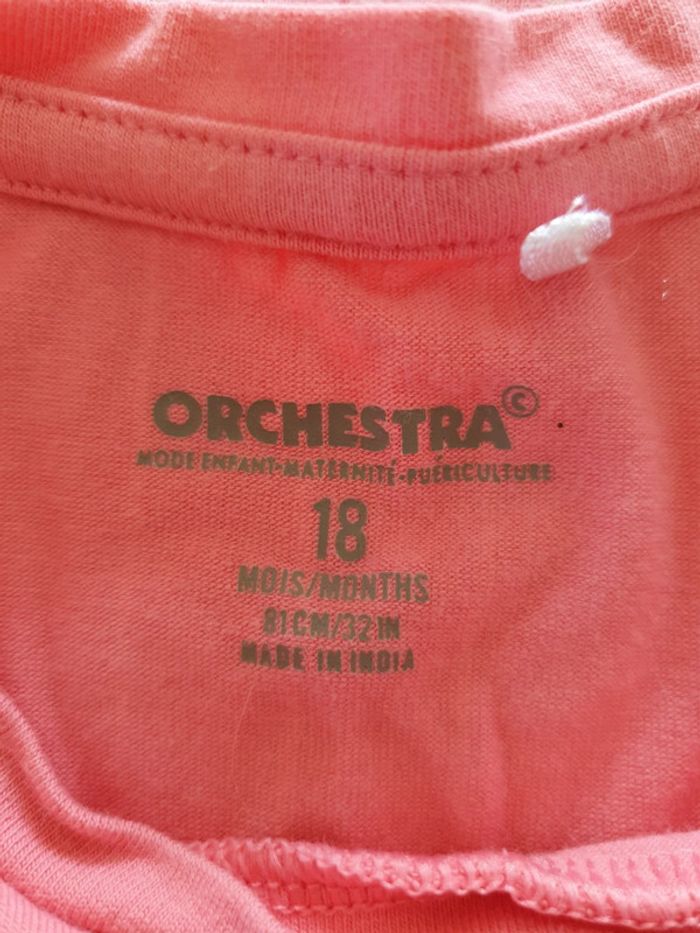 ORCHESTRA©
MODE ENFANT-MATERNITÉ-PUÉRICULTURE
18
MOIS/MONTHS
81CM/32IN
MADE IN INDIA